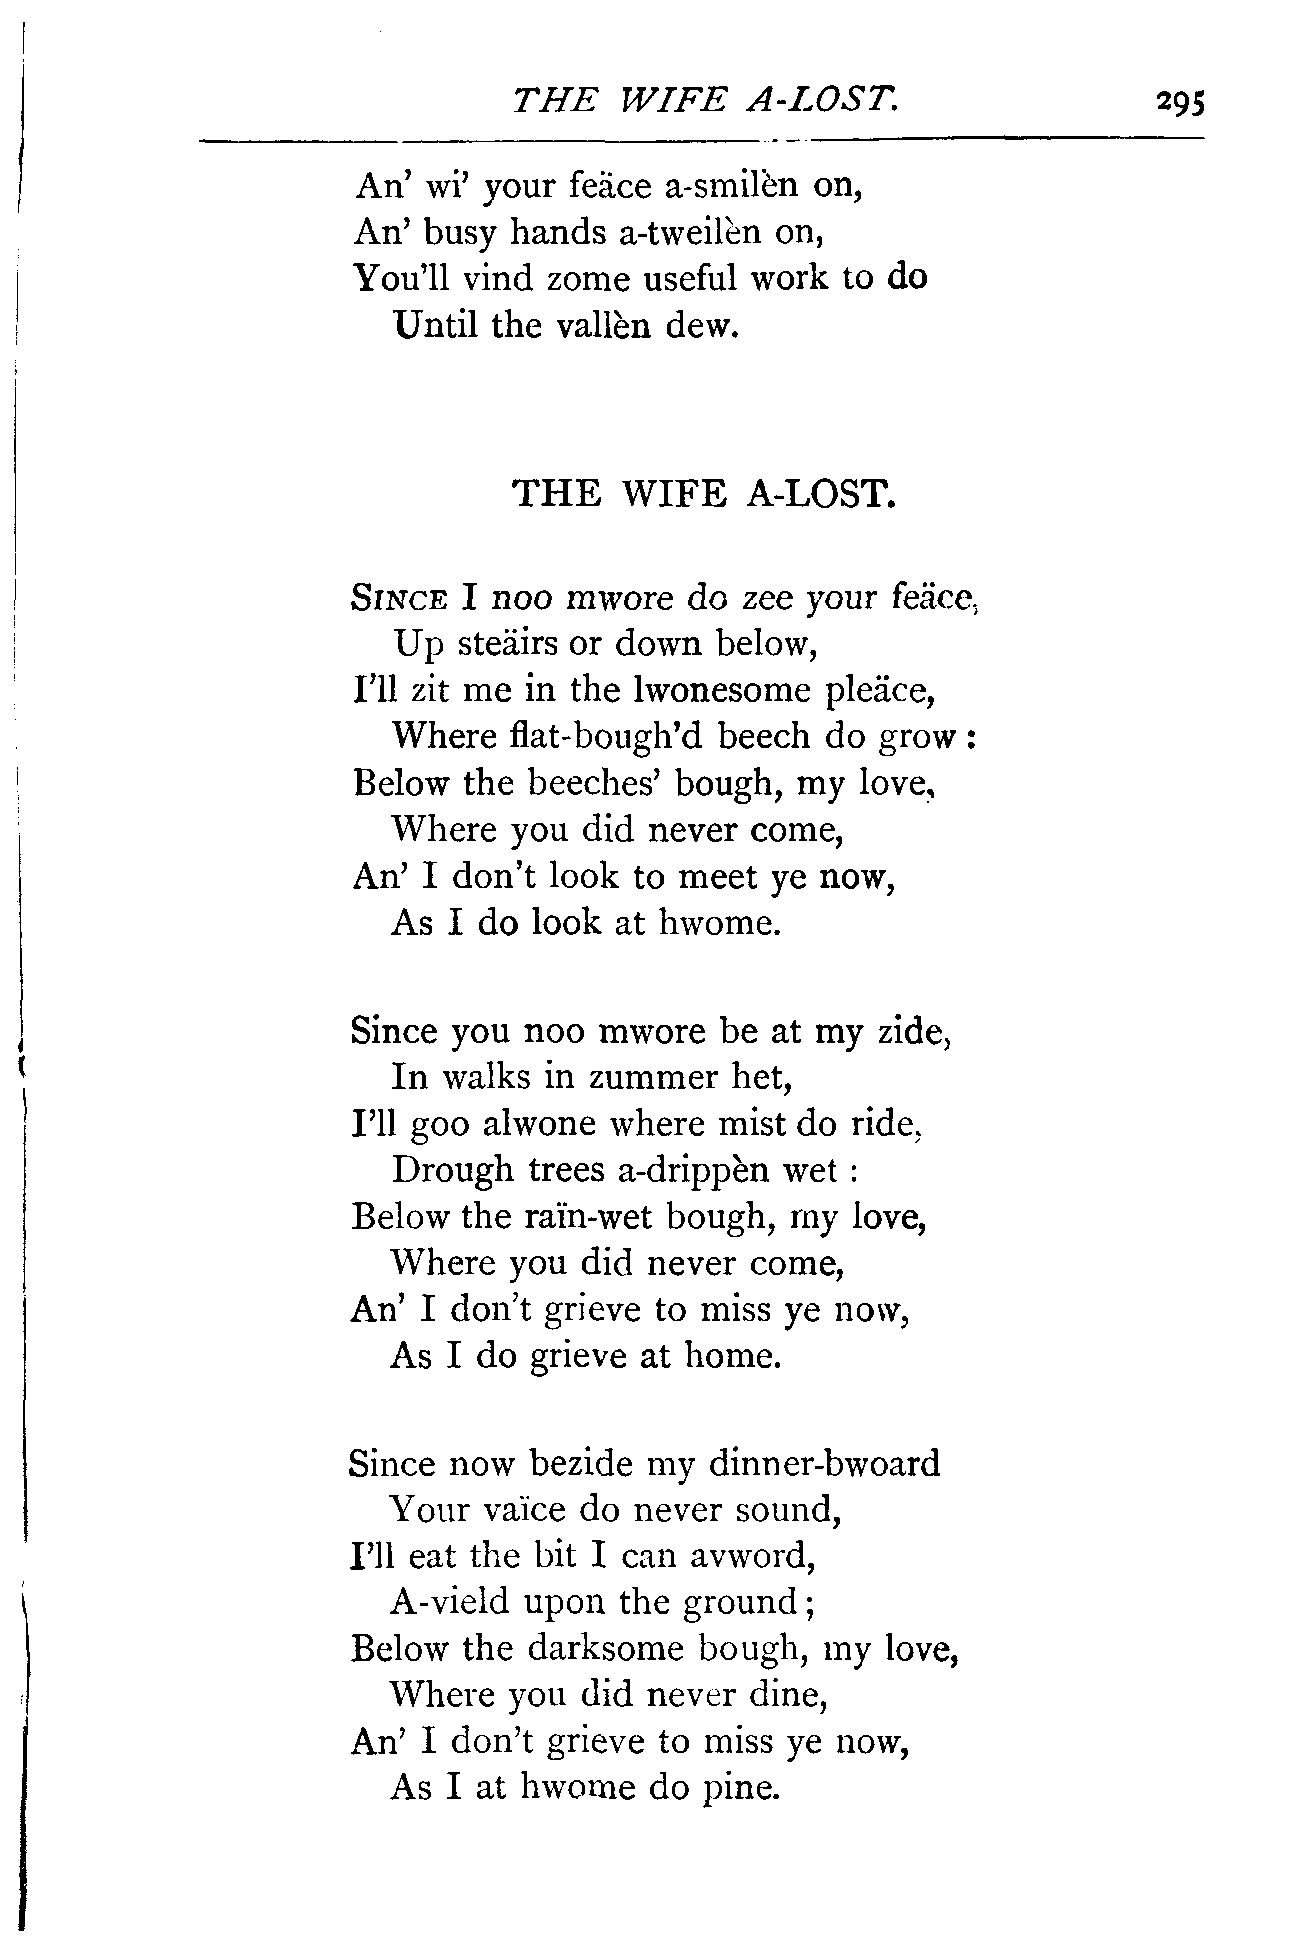 THE WIFE A-LOST. 295
An' wi' your feäce a-smilèn on,
An' busy hands a-tweilèn on,
You'll vind zome useful work to do
Until the vallèn dew.
THE WIFE A-LOST.
SINCE I noo mwore do zee your feäce,
Up steäirs or down below,
I'll zit me in the lwonesome pleäce,
Where flat-bough'd beech do grow :
Below the beeches' bough, my love,
Where you did never come,
An' I don't look to meet ye now,
As I do look at hwome.
Since you noo mwore be at my zide,
In walks in zummer het,
I'll goo alwone where mist do ride,
Drough trees a-drippèn wet :
Below the raïn-wet bough, my love,
Where you did never come,
An' I don't grieve to miss ye now,
As I do grieve at home.
Since now bezide my dinner-bwoard
Your vaïce do never sound,
I'll eat the bit I can avword,
A-vield upon the ground ;
Below the darksome bough, my love,
Where you did never dine,
An' I don't grieve to miss ye now,
As I at hwome do pine.